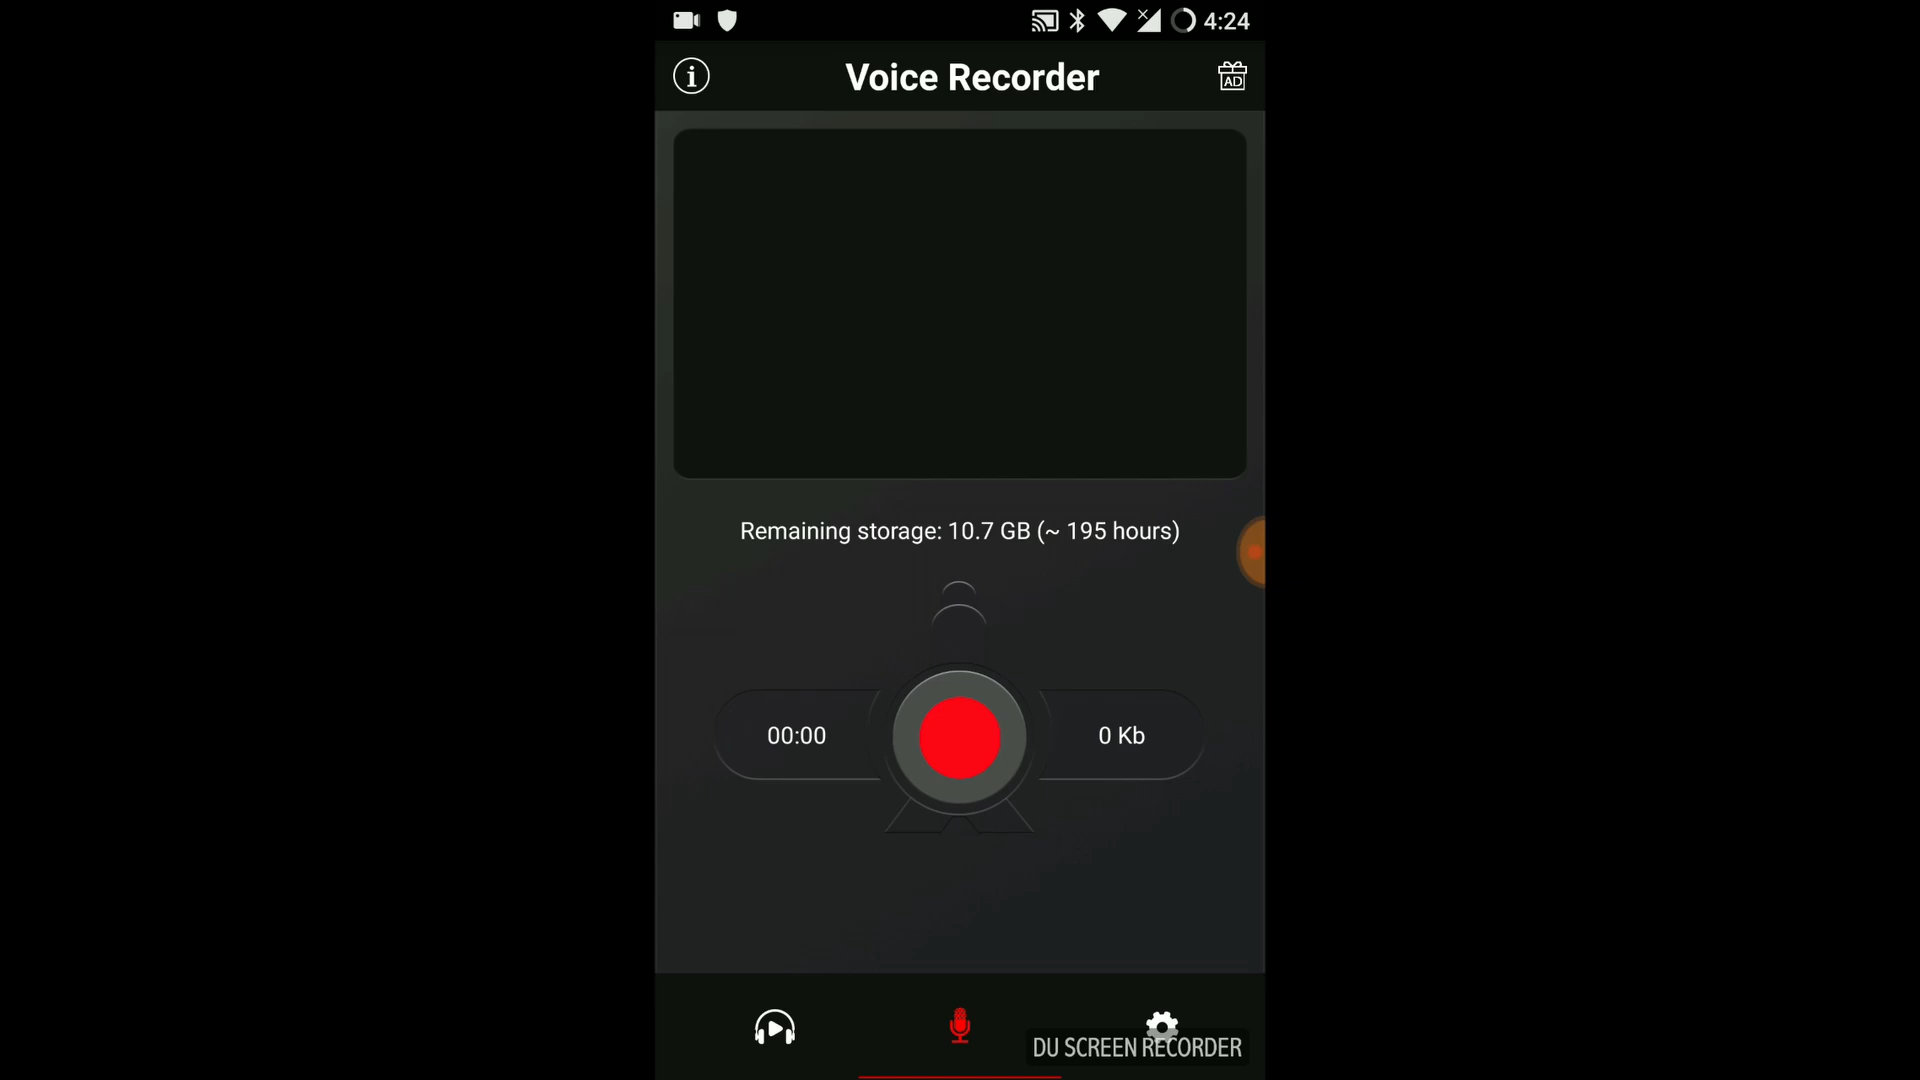 4:24
i
Voice Recorder
AD
Remaining storage: 10.7 GB (~ 195 hours)
00:00
0 Kb
DU SCREEN RECORDER